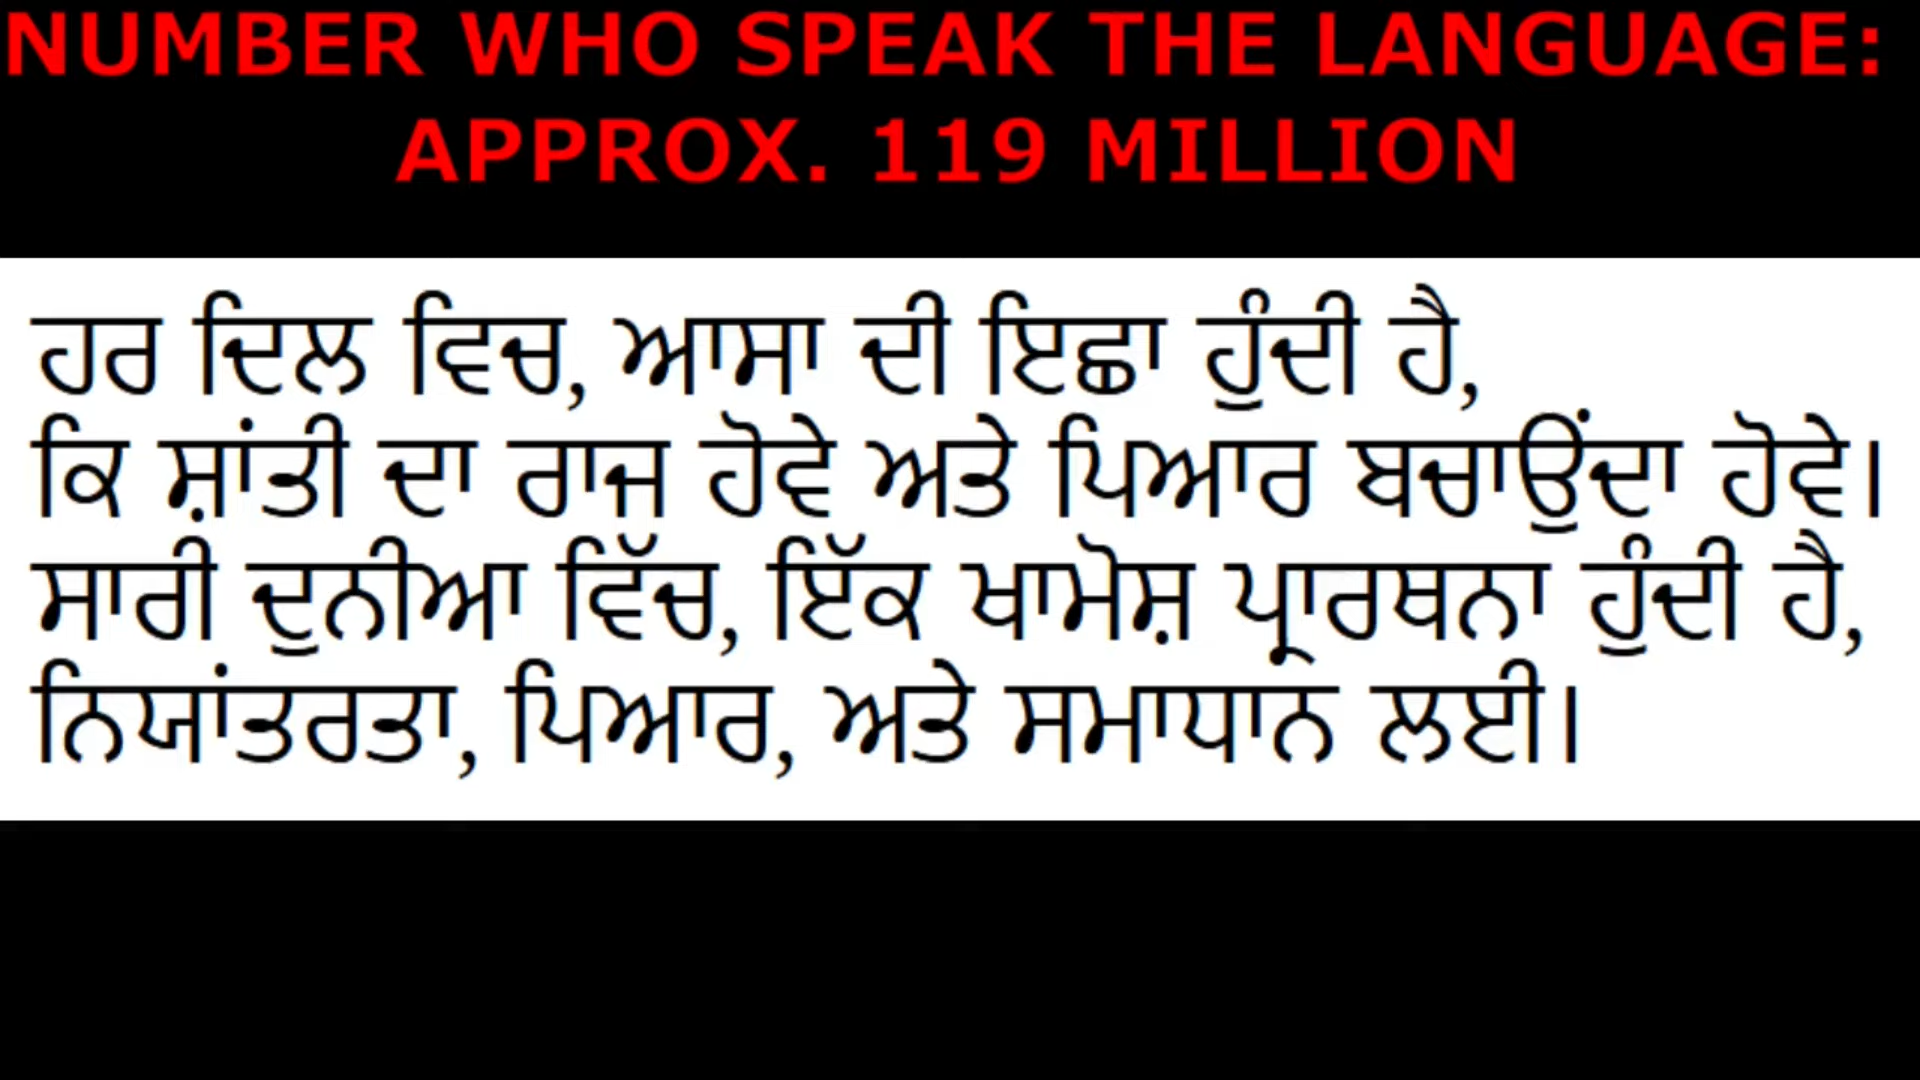 NUMBER WHO SPEAK THE LANGUAGE:
APPROX. 119 MILLION
ਹਰ ਦਿਲ ਵਿਚ, ਆਸਾ ਦੀ ਇਛਾ ਹੁੰਦੀ ਹੈ,
ਕਿ ਸ਼ਾਂਤੀ ਦਾ ਰਾਜ ਹੋਵੇ ਅਤੇ ਪਿਆਰ ਬਚਾਉਂਦਾ ਹੋਵੇ।
ਸਾਰੀ ਦੁਨੀਆ ਵਿੱਚ, ਇੱਕ ਖਾਮੋਸ਼ ਪ੍ਰਾਰਥਨਾ ਹੁੰਦੀ ਹੈ,
ਨਿਯਾਂਤਰਤਾ, ਪਿਆਰ, ਅਤੇ ਸਮਾਧਾਨ ਲਈ।